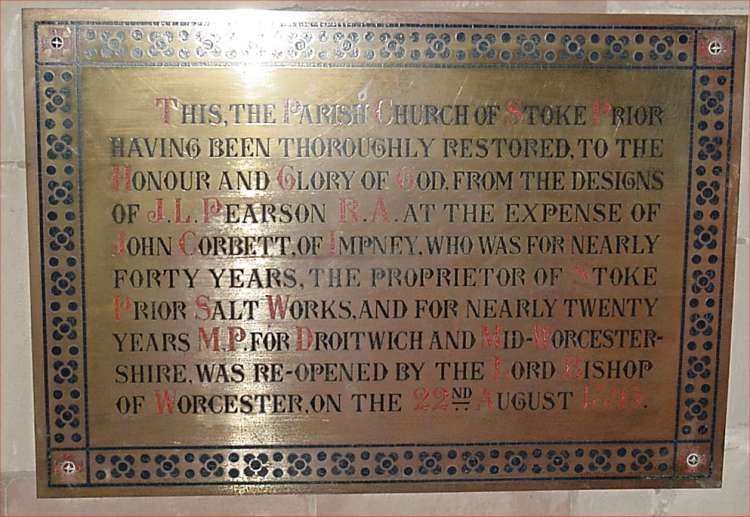 THIS, THE PARISH CHURCH OF STOKE PRIOR
HAVING BEEN THOROUGHLY RESTORED, TO THE
HONOUR AND GLORY OF GOD, FROM THE DESIGNS
OF J. L. PEARSON R.A. AT THE EXPENSE OF
JOHN CORBETT, OF IMPNEY, WHO WAS FOR NEARLY
FORTY YEARS, THE PROPRIETOR OF STOKE
PRIOR SALT WORKS, AND FOR NEARLY TWENTY
YEARS M.P. FOR DROITWICH AND MID-WORCESTER-
SHIRE, WAS RE-OPENED BY THE LORD BISHOP
OF WORCESTER, ON THE 22ND AUGUST